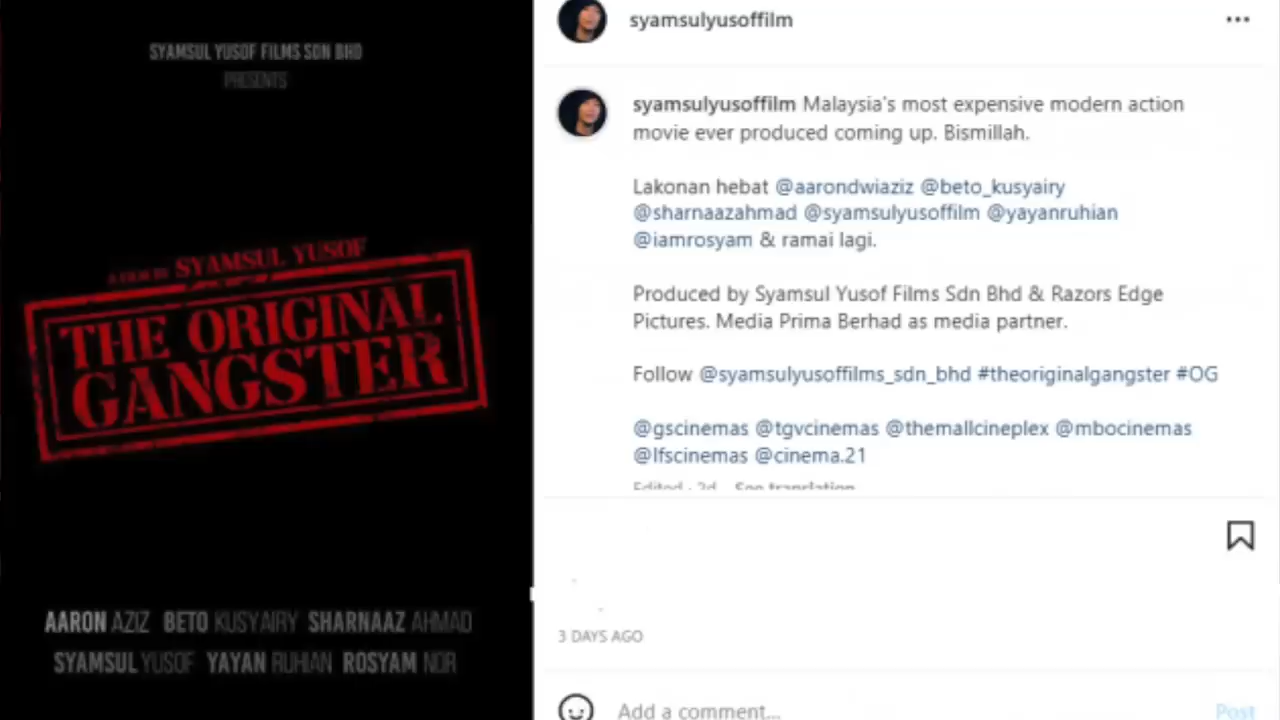 SYAMSUL YUSOF FILMS SDN BHD
PRESENTS
A FILM BY SYAMSUL YUSOF
THE ORIGINAL
GANGSTER
AARON AZIZ BETO KUSYAIRY SHARNAAZ AHMAD
SYAMSUL YUSOF YAYAN RUHIAN ROSYAM NOR
syamsulyusoffilm
syamsulyusoffilm Malaysia's most expensive modern action
movie ever produced coming up. Bismillah.
Lakonan hebat @aarondwiaziz @beto_kusyairy
@sharnaazahmad @syamsulyusoffilm @yayanruhian
@iamrosyam & ramai lagi.
Produced by Syamsul Yusof Films Sdn Bhd & Razors Edge
Pictures. Media Prima Berhad as media partner.
Follow @syamsulyusoffilms_sdn_bhd #theoriginalgangster #OG
@gscinemas @tgvcinemas @themallcineplex @mbocinemas
@lfscinemas @cinema.21
Edited · 2d See translation
3 DAYS AGO
Add a comment... Post